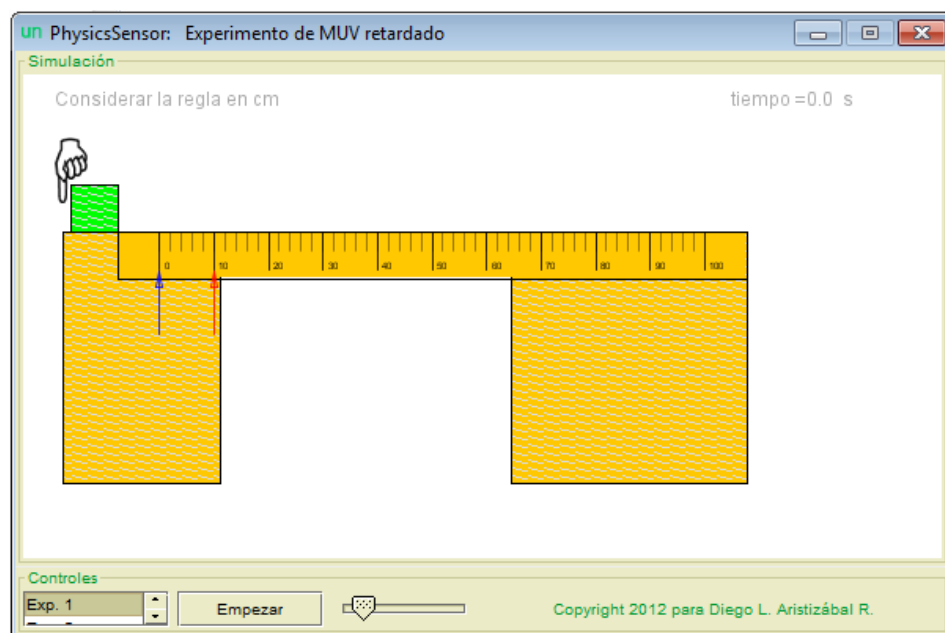 un PhysicsSensor: Experimento de MUV retardado
Simulación
Considerar la regla en cm
tiempo =0.0 s
0 10 20 30 40 50 60 70 80 90 100
Controles
Exp. 1
Empezar
Copyright 2012 para Diego L. Aristizábal R.